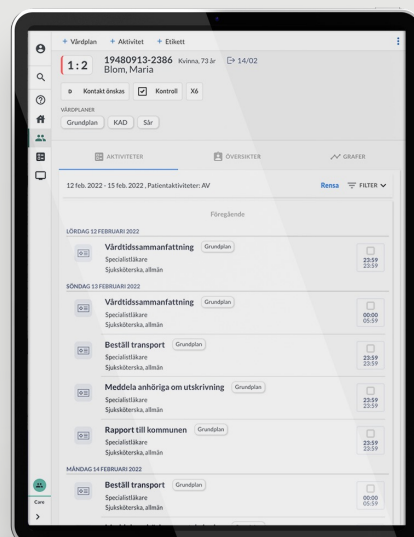 + Vårdplan + Aktivitet + Etikett
1:2
19480913-2386 Kvinna, 73 år 14/02
Blom, Maria
D Kontakt önskas Kontroll X6
VÅRDPLANER
Grundplan KAD Sår
AKTIVITETER ÖVERSIKTER GRAFER
12 feb. 2022 - 15 feb. 2022 , Patientaktiviteter: AV Rensa FILTER
Föregående
LÖRDAG 12 FEBRUARI 2022
Vårdtidssammanfattning Grundplan
Specialistläkare
Sjuksköterska, allmän
23:59
23:59
SÖNDAG 13 FEBRUARI 2022
Vårdtidssammanfattning Grundplan
Specialistläkare
Sjuksköterska, allmän
00:00
05:59
Beställ transport Grundplan
Specialistläkare
Sjuksköterska, allmän
23:59
23:59
Meddela anhöriga om utskrivning Grundplan
Specialistläkare
Sjuksköterska, allmän
23:59
23:59
Rapport till kommunen Grundplan
Specialistläkare
Sjuksköterska, allmän
23:59
23:59
MÅNDAG 14 FEBRUARI 2022
Beställ transport Grundplan
Specialistläkare
Sjuksköterska, allmän
00:00
05:59
Care